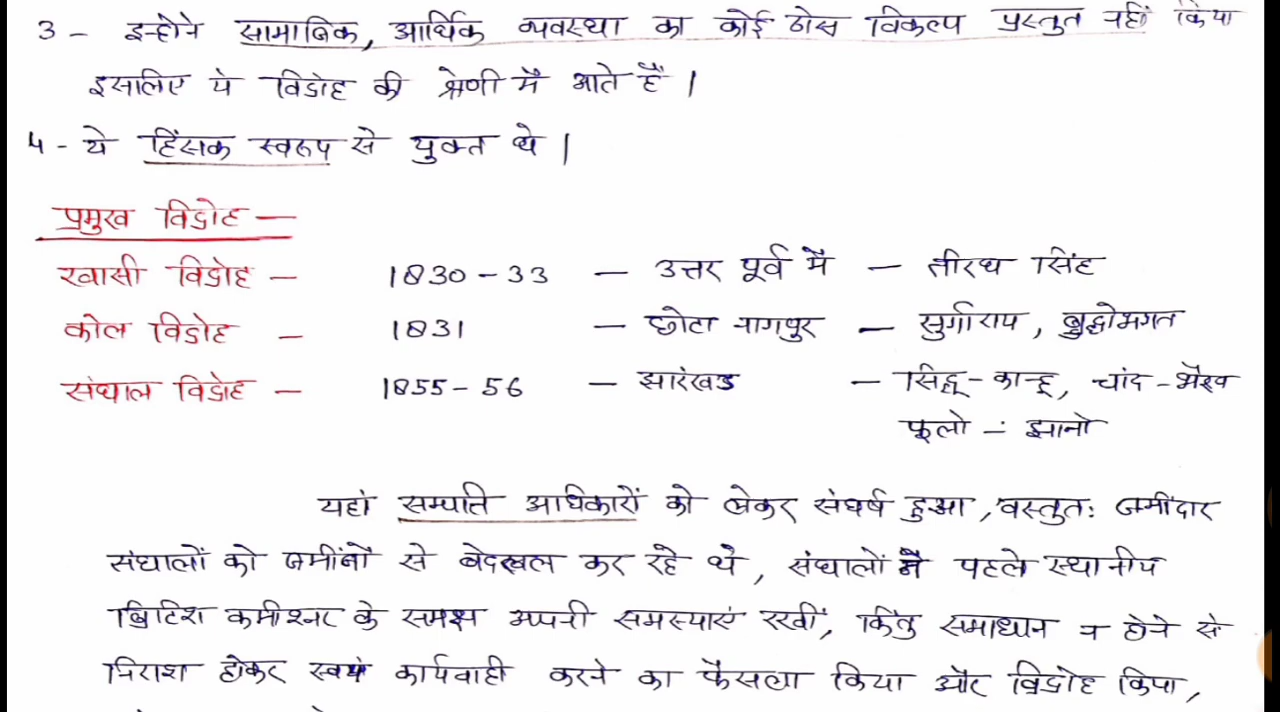 3 - इन्होने सामाजिक, आर्थिक व्यवस्था का कोई ठोस विकल्प प्रस्तुत नहीं किया
इसलिए ये विद्रोह की श्रेणी में आते हैं |
4 - ये हिंसक स्वरूप से युक्त थे |
प्रमुख विद्रोह —
खासी विद्रोह — 1830-33 — उत्तर पूर्व में — तीरथ सिंह
कोल विद्रोह — 1831 — छोटा नागपुर — सुर्गाराय, बुद्धोभगत
संथाल विद्रोह — 1855-56 — झारखंड — सिद्धू-कान्हू, चांद-भैरव
फूलो - झानो
यहां सम्पति अधिकारों को लेकर संघर्ष हुआ, वस्तुतः जमींदार
संथालों को जमींनों से बेदखल कर रहे थे, संथालों ने पहले स्थानीय
ब्रिटिश कमीश्नर के समक्ष अपनी समस्याएं रखीं, किंतु समाधान न होने से
निराश होकर स्वयं कार्यवाही करने का फैसला किया और विद्रोह किया,